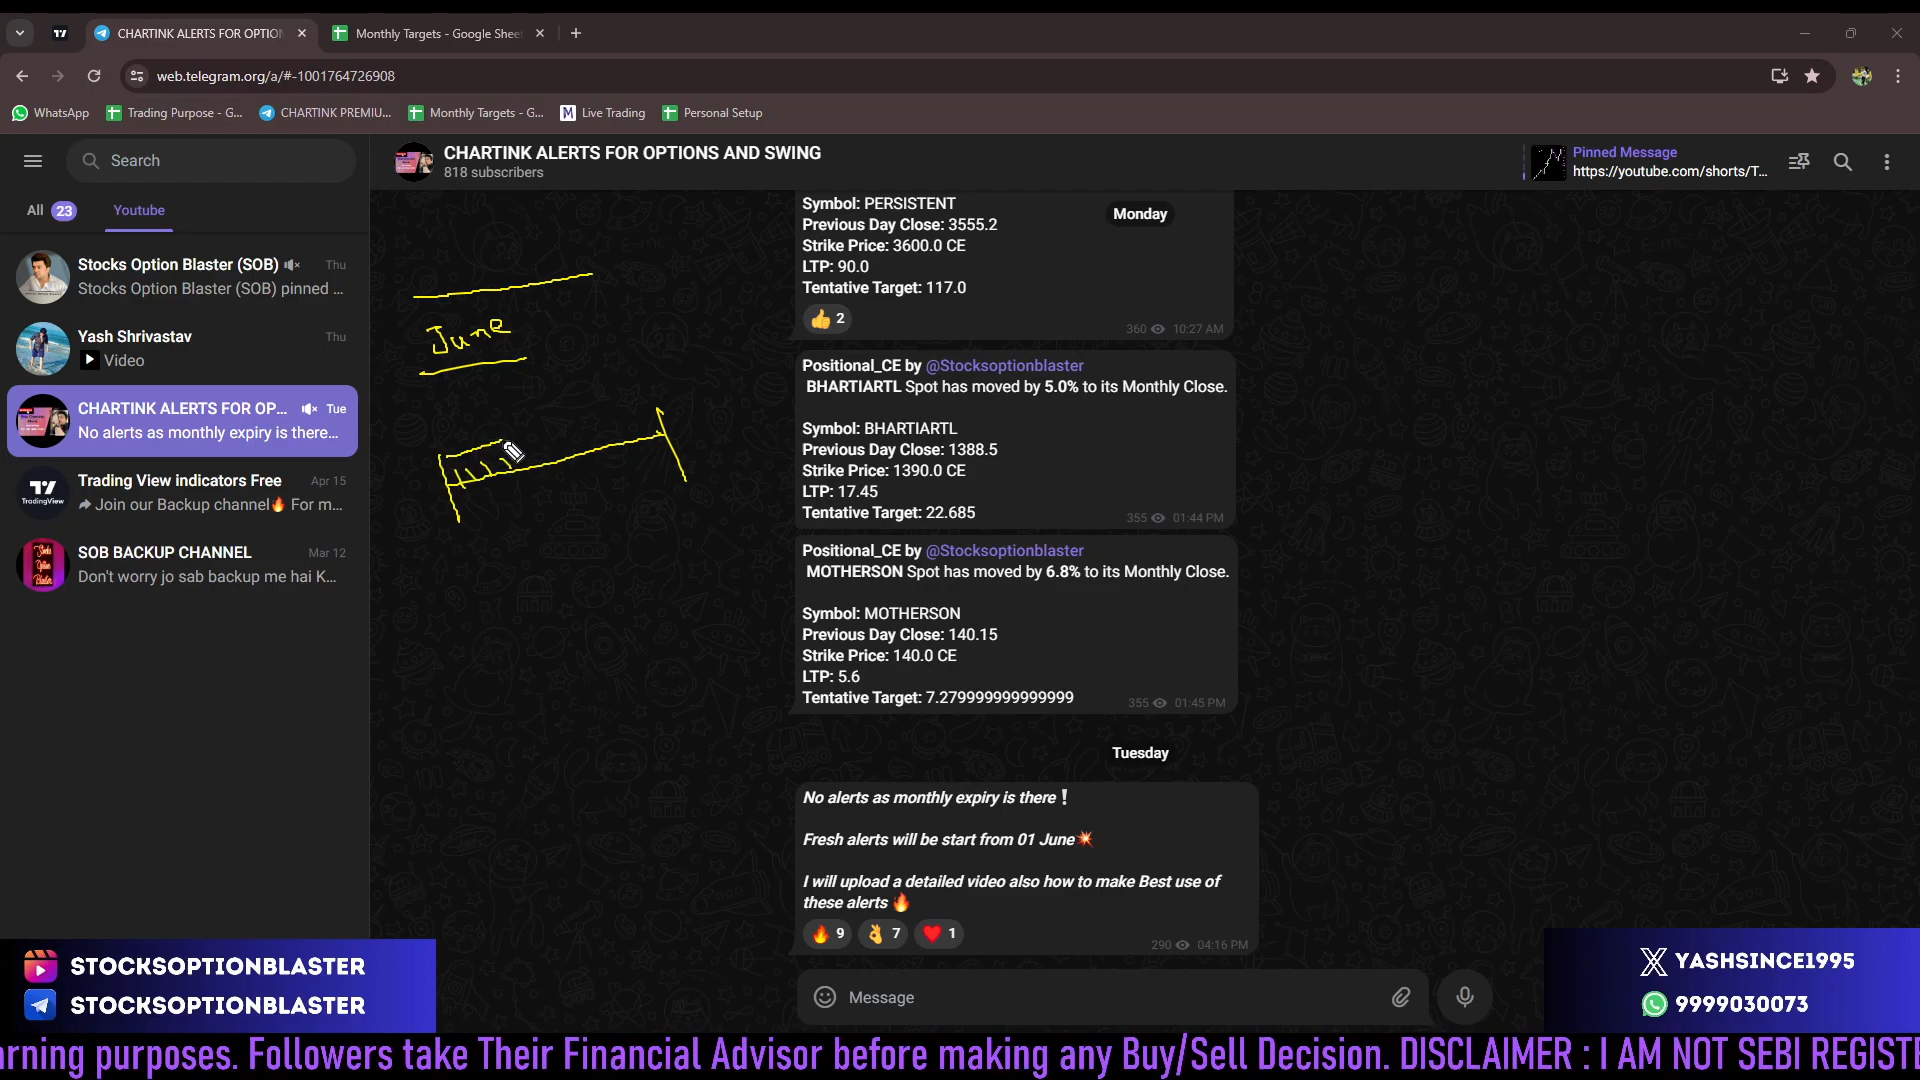 CHARTINK ALERTS FOR OPTION
Monthly Targets - Google Shee
web.telegram.org/a/#-1001764726908
WhatsApp
Trading Purpose - G...
CHARTINK PREMIU...
Monthly Targets - G...
Live Trading
Personal Setup
Search
All 23
Youtube
Stocks Option Blaster (SOB) Thu
Stocks Option Blaster (SOB) pinned ...
Yash Shrivastav Thu
Video
CHARTINK ALERTS FOR OP... Tue
No alerts as monthly expiry is there...
Trading View indicators Free Apr 15
Join our Backup channel🔥 For m...
TradingView
SOB BACKUP CHANNEL Mar 12
Don't worry jo sab backup me hai K...
CHARTINK ALERTS FOR OPTIONS AND SWING
818 subscribers
Pinned Message
https://youtube.com/shorts/T...
June
Monday
Symbol: PERSISTENT
Previous Day Close: 3555.2
Strike Price: 3600.0 CE
LTP: 90.0
Tentative Target: 117.0
👍 2
360 10:27 AM
Positional_CE by @Stocksoptionblaster
BHARTIARTL Spot has moved by 5.0% to its Monthly Close.
Symbol: BHARTIARTL
Previous Day Close: 1388.5
Strike Price: 1390.0 CE
LTP: 17.45
Tentative Target: 22.685
355 01:44 PM
Positional_CE by @Stocksoptionblaster
MOTHERSON Spot has moved by 6.8% to its Monthly Close.
Symbol: MOTHERSON
Previous Day Close: 140.15
Strike Price: 140.0 CE
LTP: 5.6
Tentative Target: 7.279999999999999
355 01:45 PM
Tuesday
No alerts as monthly expiry is there❗
Fresh alerts will be start from 01 June💥
I will upload a detailed video also how to make Best use of
these alerts 🔥
🔥 9 👌 7 ❤️ 1
290 04:16 PM
Message
STOCKSOPTIONBLASTER
STOCKSOPTIONBLASTER
X YASHSINCE1995
9999030073
arning purposes. Followers take Their Financial Advisor before making any Buy/Sell Decision. DISCLAIMER : I AM NOT SEBI REGISTE